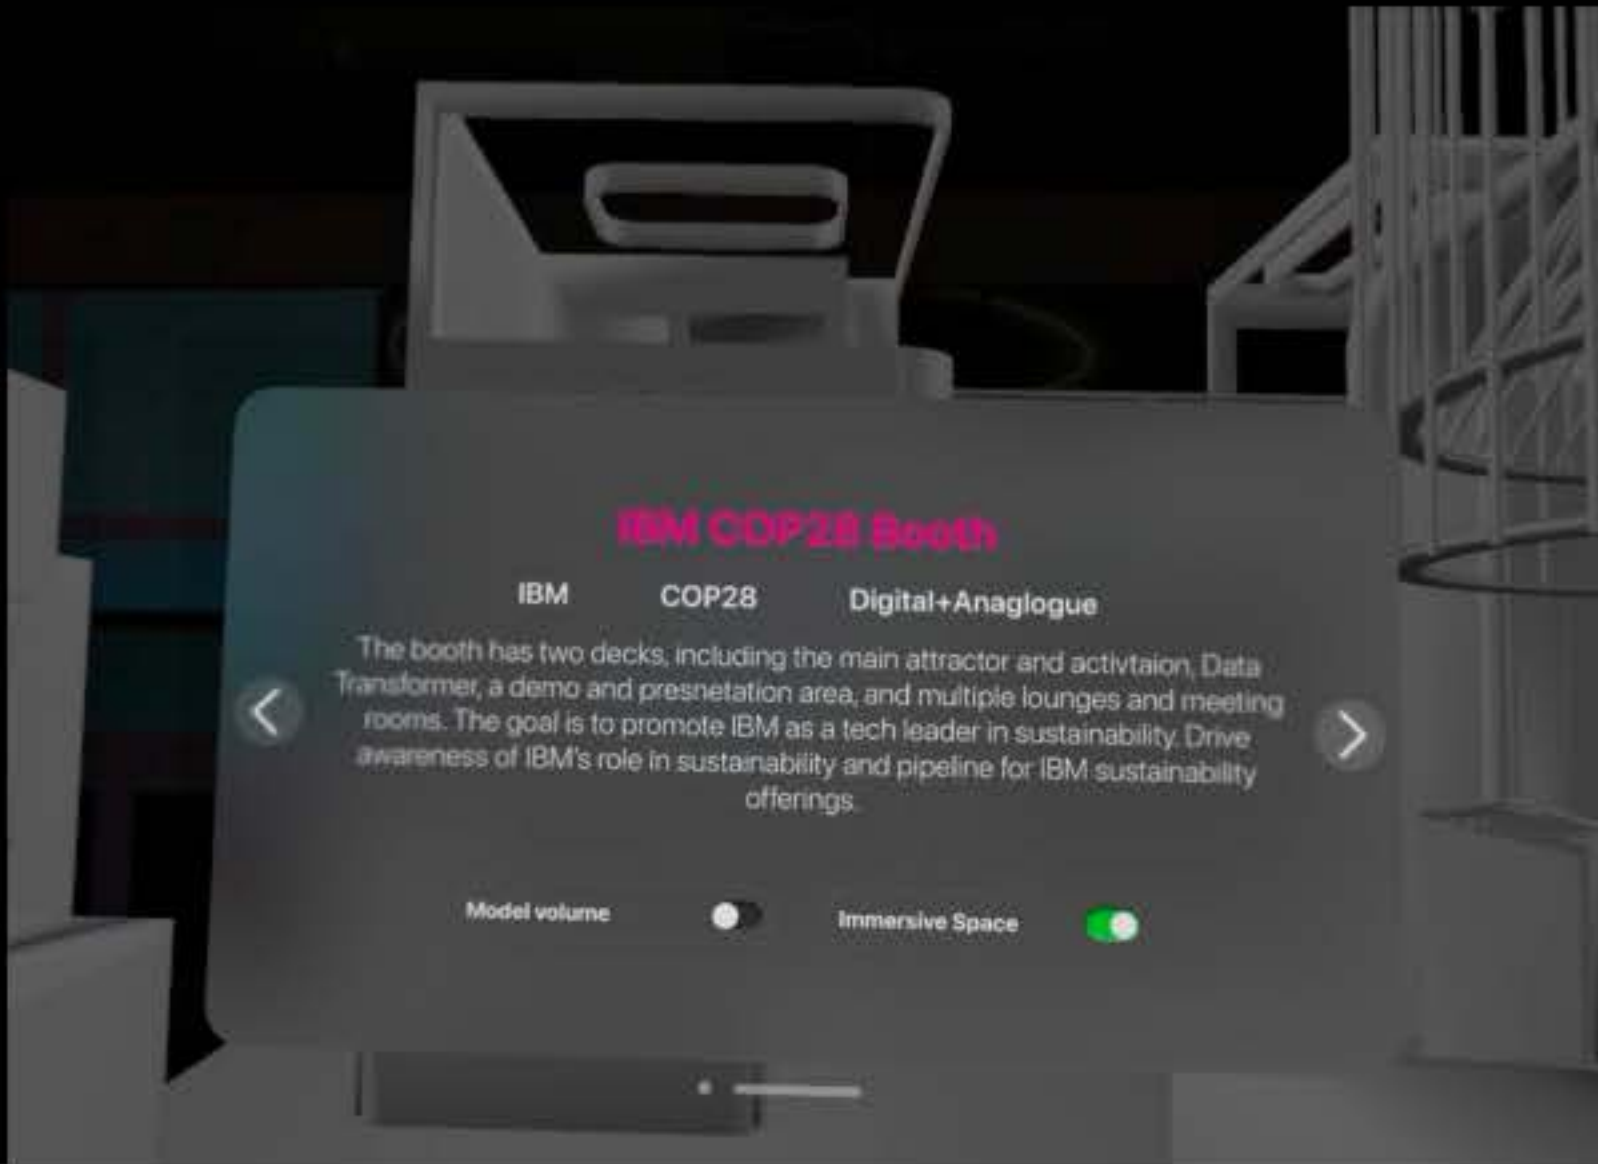 IBM COP28 Booth
IBM COP28 Digital+Anaglogue
The booth has two decks, including the main attractor and activtaion, Data
Transformer, a demo and presnetation area, and multiple lounges and meeting
rooms. The goal is to promote IBM as a tech leader in sustainability. Drive
awareness of IBM's role in sustainability and pipeline for IBM sustainability
offerings.
Model volume Immersive Space